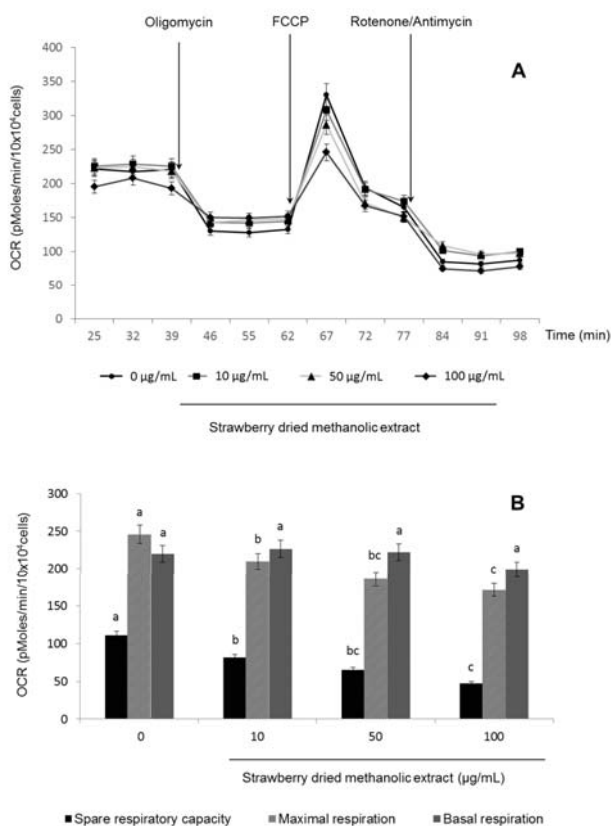 Oligomycin FCCP Rotenone/Antimycin
A
OCR (pMoles/min/10x10⁴cells)
400
350
300
250
200
150
100
50
0
25 32 39 46 55 62 67 72 77 84 91 98 Time (min)
0 µg/mL 10 µg/mL 50 µg/mL 100 µg/mL
Strawberry dried methanolic extract
B
OCR (pMoles/min/10x10⁴cells)
300
250
200
150
100
50
0
a a a
b b a
bc bc a
c c a
0 10 50 100
Strawberry dried methanolic extract (µg/mL)
Spare respiratory capacity Maximal respiration Basal respiration